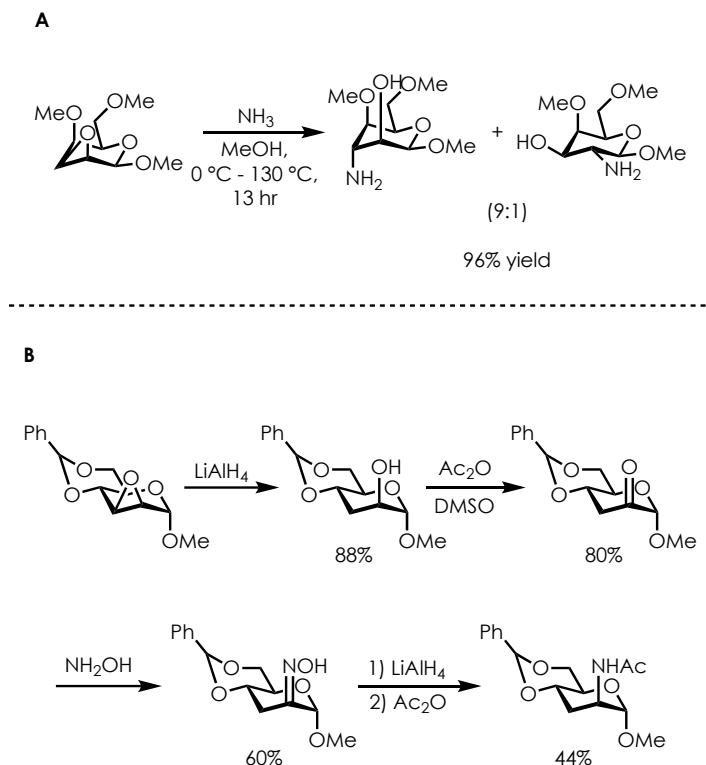 A
MeO
OMe
O
O
OMe
NH₃
MeOH,
0 °C - 130 °C,
13 hr
OH
OMe
MeO
O
OMe
NH₂
+
OMe
MeO
HO
O
MeO
NH₂
(9:1)
96% yield
B
Ph
O
O
O
O
OMe
LiAlH₄
Ph
O
O
OH
O
OMe
88%
Ac₂O
DMSO
Ph
O
O
O
O
OMe
80%
NH₂OH
Ph
O
O
NOH
O
OMe
60%
1) LiAlH₄
2) Ac₂O
Ph
O
O
NHAc
O
OMe
44%